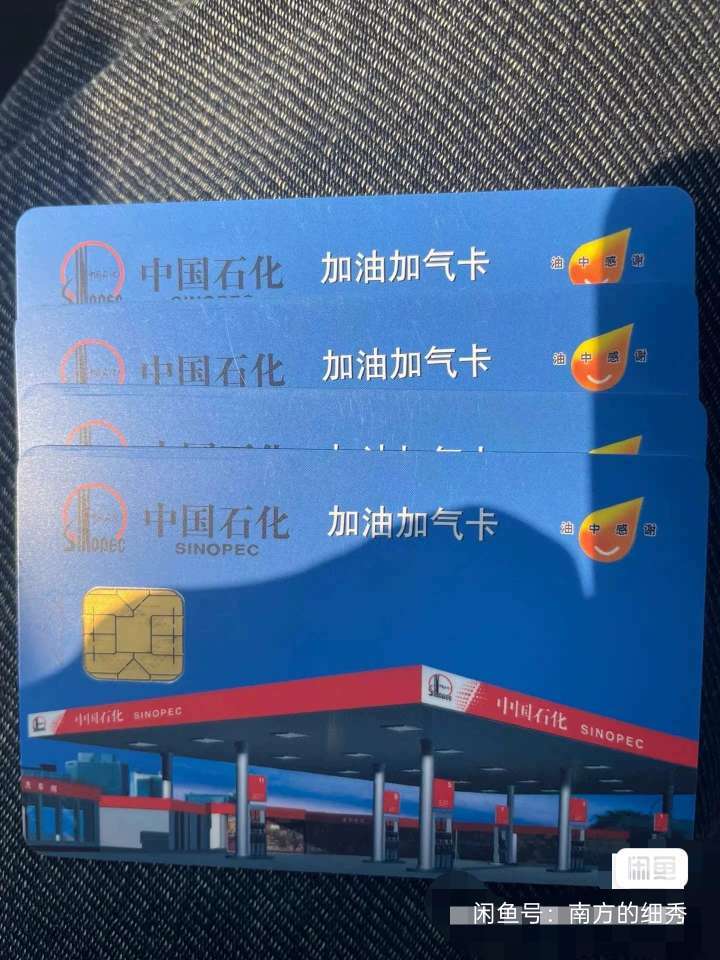 中国石化 加油加气卡 油中感谢
中国石化 加油加气卡 油中感谢
中国石化 加油加气卡 油中感谢
Sinopec SINOPEC
中国石化 SINOPEC
中国石化 SINOPEC
闲鱼
闲鱼号：南方的细秀